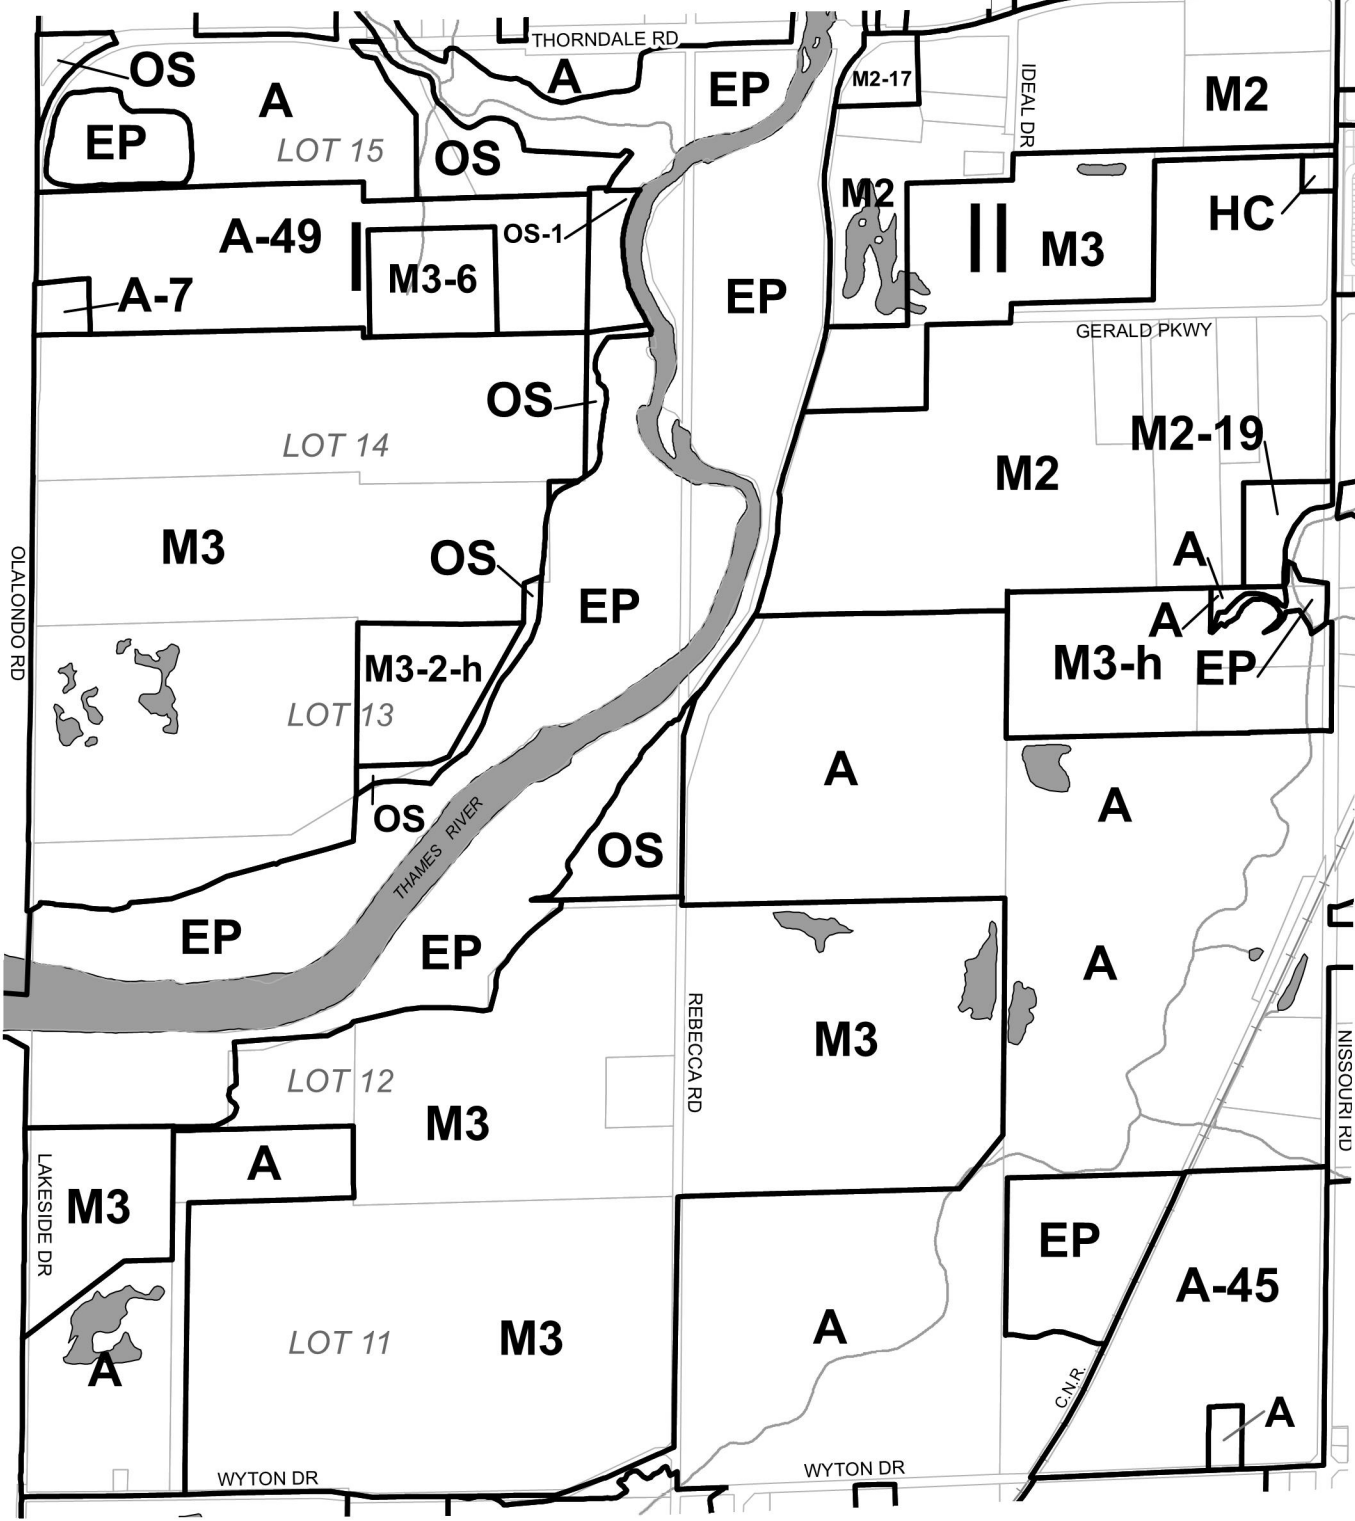 THORNDALE RD
OS
A
EP
M2-17
IDEAL DR
M2
A
EP
LOT 15
OS
M2
HC
A-49
OS-1
M3
M3-6
A-7
EP
GERALD PKWY
OS
LOT 14
M2-19
M2
M3
OS
A
OLALONDO RD
EP
A
M3-2-h
M3-h
EP
LOT 13
A
A
OS
THAMES RIVER
OS
EP
EP
A
REBECCA RD
M3
NISSOURI RD
LOT 12
M3
A
LAKESIDE DR
M3
EP
A-45
LOT 11
M3
A
A
C.N.R.
A
WYTON DR
WYTON DR